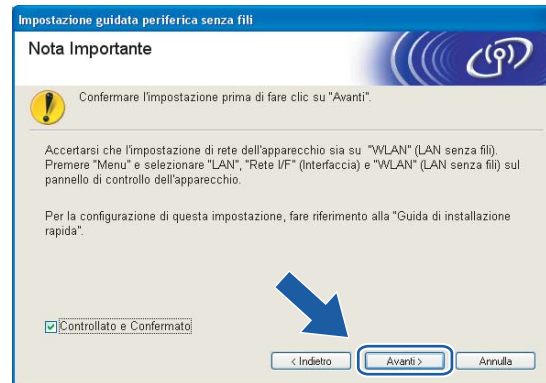 Impostazione guidata periferica senza fili
Nota Importante
Confermare l'impostazione prima di fare clic su "Avanti".
Accertarsi che l'impostazione di rete dell'apparecchio sia su "WLAN" (LAN senza fili).
Premere "Menu" e selezionare "LAN", "Rete I/F" (Interfaccia) e "WLAN" (LAN senza fili) sul
pannello di controllo dell'apparecchio.
Per la configurazione di questa impostazione, fare riferimento alla "Guida di installazione
rapida".
Controllato e Confermato
< Indietro Avanti > Annulla